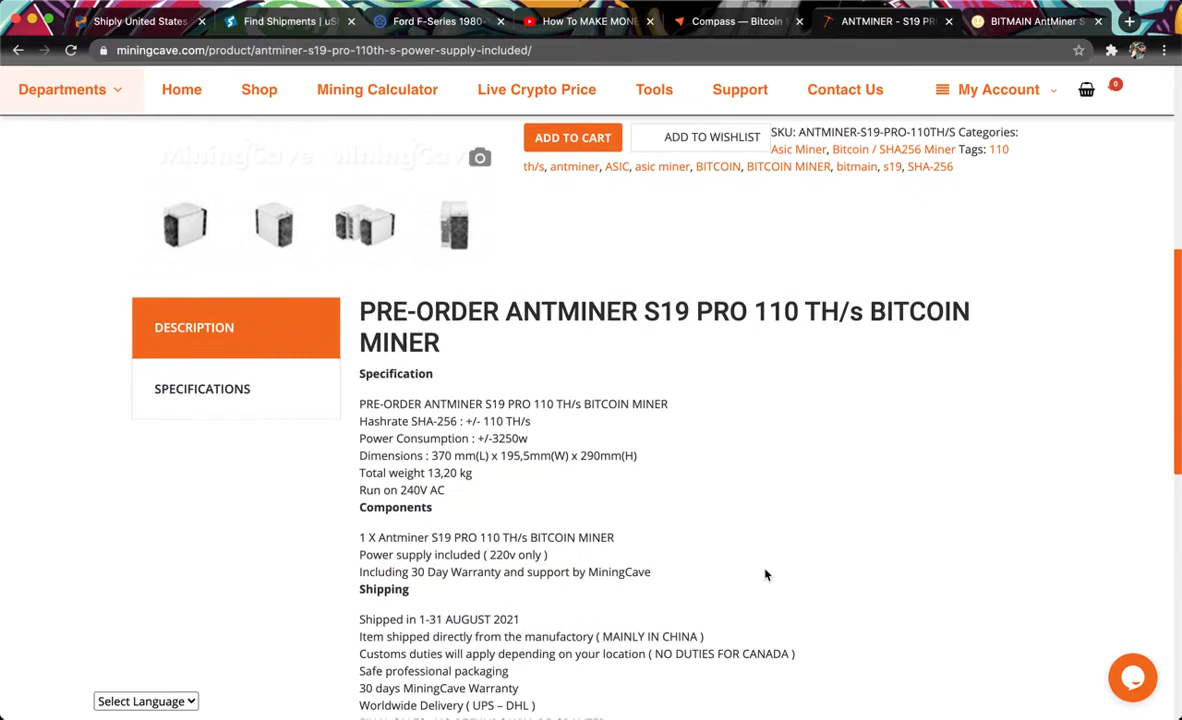 Shiply United States
Find Shipments | uSh
Ford F-Series 1980-
How To MAKE MONE
Compass — Bitcoin
ANTMINER - S19 PR
BITMAIN AntMiner S
miningcave.com/product/antminer-s19-pro-110th-s-power-supply-included/
Departments
Home
Shop
Mining Calculator
Live Crypto Price
Tools
Support
Contact Us
My Account
0
MiningCave MiningCave
ADD TO CART
ADD TO WISHLIST
SKU: ANTMINER-S19-PRO-110TH/S Categories:
Asic Miner, Bitcoin / SHA256 Miner Tags: 110
th/s, antminer, ASIC, asic miner, BITCOIN, BITCOIN MINER, bitmain, s19, SHA-256
DESCRIPTION
SPECIFICATIONS
PRE-ORDER ANTMINER S19 PRO 110 TH/s BITCOIN
MINER
Specification
PRE-ORDER ANTMINER S19 PRO 110 TH/s BITCOIN MINER
Hashrate SHA-256 : +/- 110 TH/s
Power Consumption : +/-3250w
Dimensions : 370 mm(L) x 195,5mm(W) x 290mm(H)
Total weight 13,20 kg
Run on 240V AC
Components
1 X Antminer S19 PRO 110 TH/s BITCOIN MINER
Power supply included ( 220v only )
Including 30 Day Warranty and support by MiningCave
Shipping
Shipped in 1-31 AUGUST 2021
Item shipped directly from the manufactory ( MAINLY IN CHINA )
Customs duties will apply depending on your location ( NO DUTIES FOR CANADA )
Safe professional packaging
30 days MiningCave Warranty
Worldwide Delivery ( UPS – DHL )
Select Language